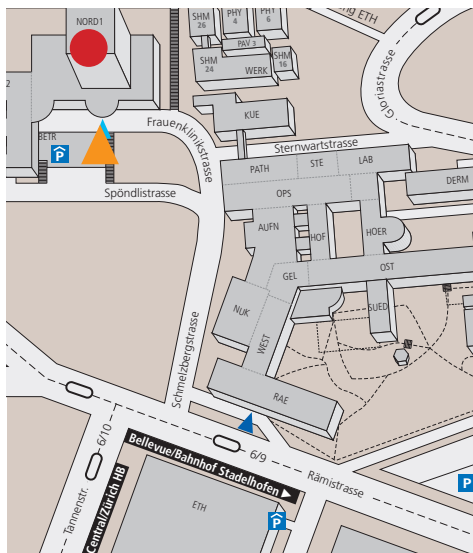 NORD1
SHM
26
PHY
4
PHY
6
PAV 3
SHM
24
WERK
SHM
16
ng ETH
Gloriastrasse
2
KUE
BETR
P
Frauenklinikstrasse
Sternwartstrasse
PATH
STE
LAB
DERM
OPS
Spöndlistrasse
AUFN
HOF
HOER
OST
GEL
NUK
SUED
WEST
Schmelzbergstrasse
RAE
6/10
6/9
Bellevue/Bahnhof Stadelhofen
Rämistrasse
Tannenstr.
Central/Zürich HB
ETH
P
P